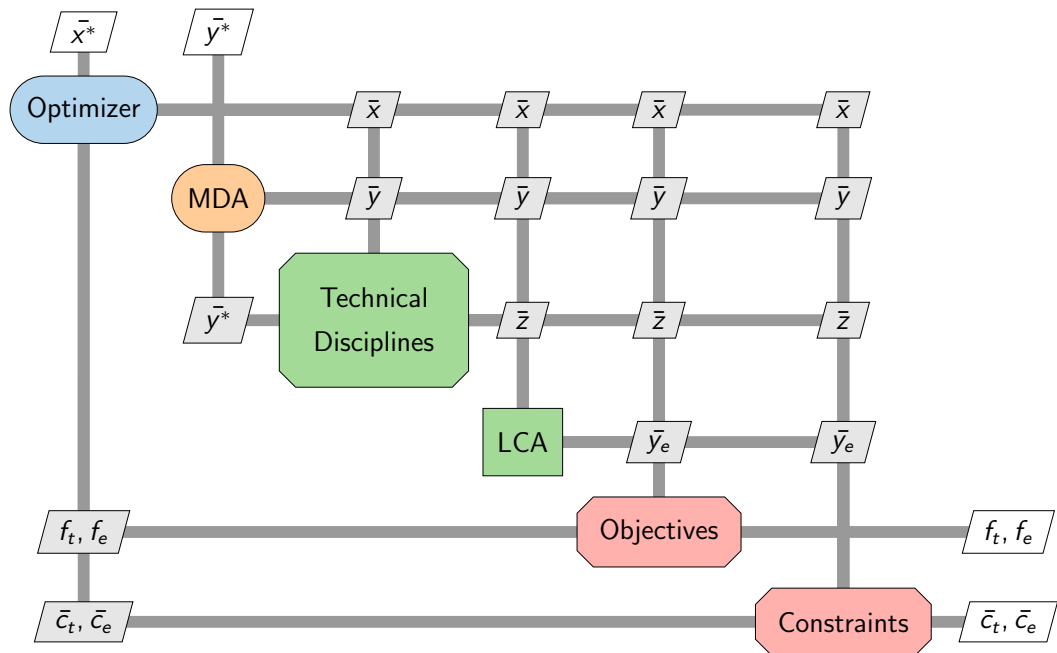 x̄* ȳ*
Optimizer x̄ x̄ x̄ x̄
MDA ȳ ȳ ȳ ȳ
Technical
Disciplines
ȳ* z̄ z̄ z̄
LCA ȳₑ ȳₑ
fₜ, fₑ Objectives fₜ, fₑ
c̄ₜ, c̄ₑ Constraints c̄ₜ, c̄ₑ